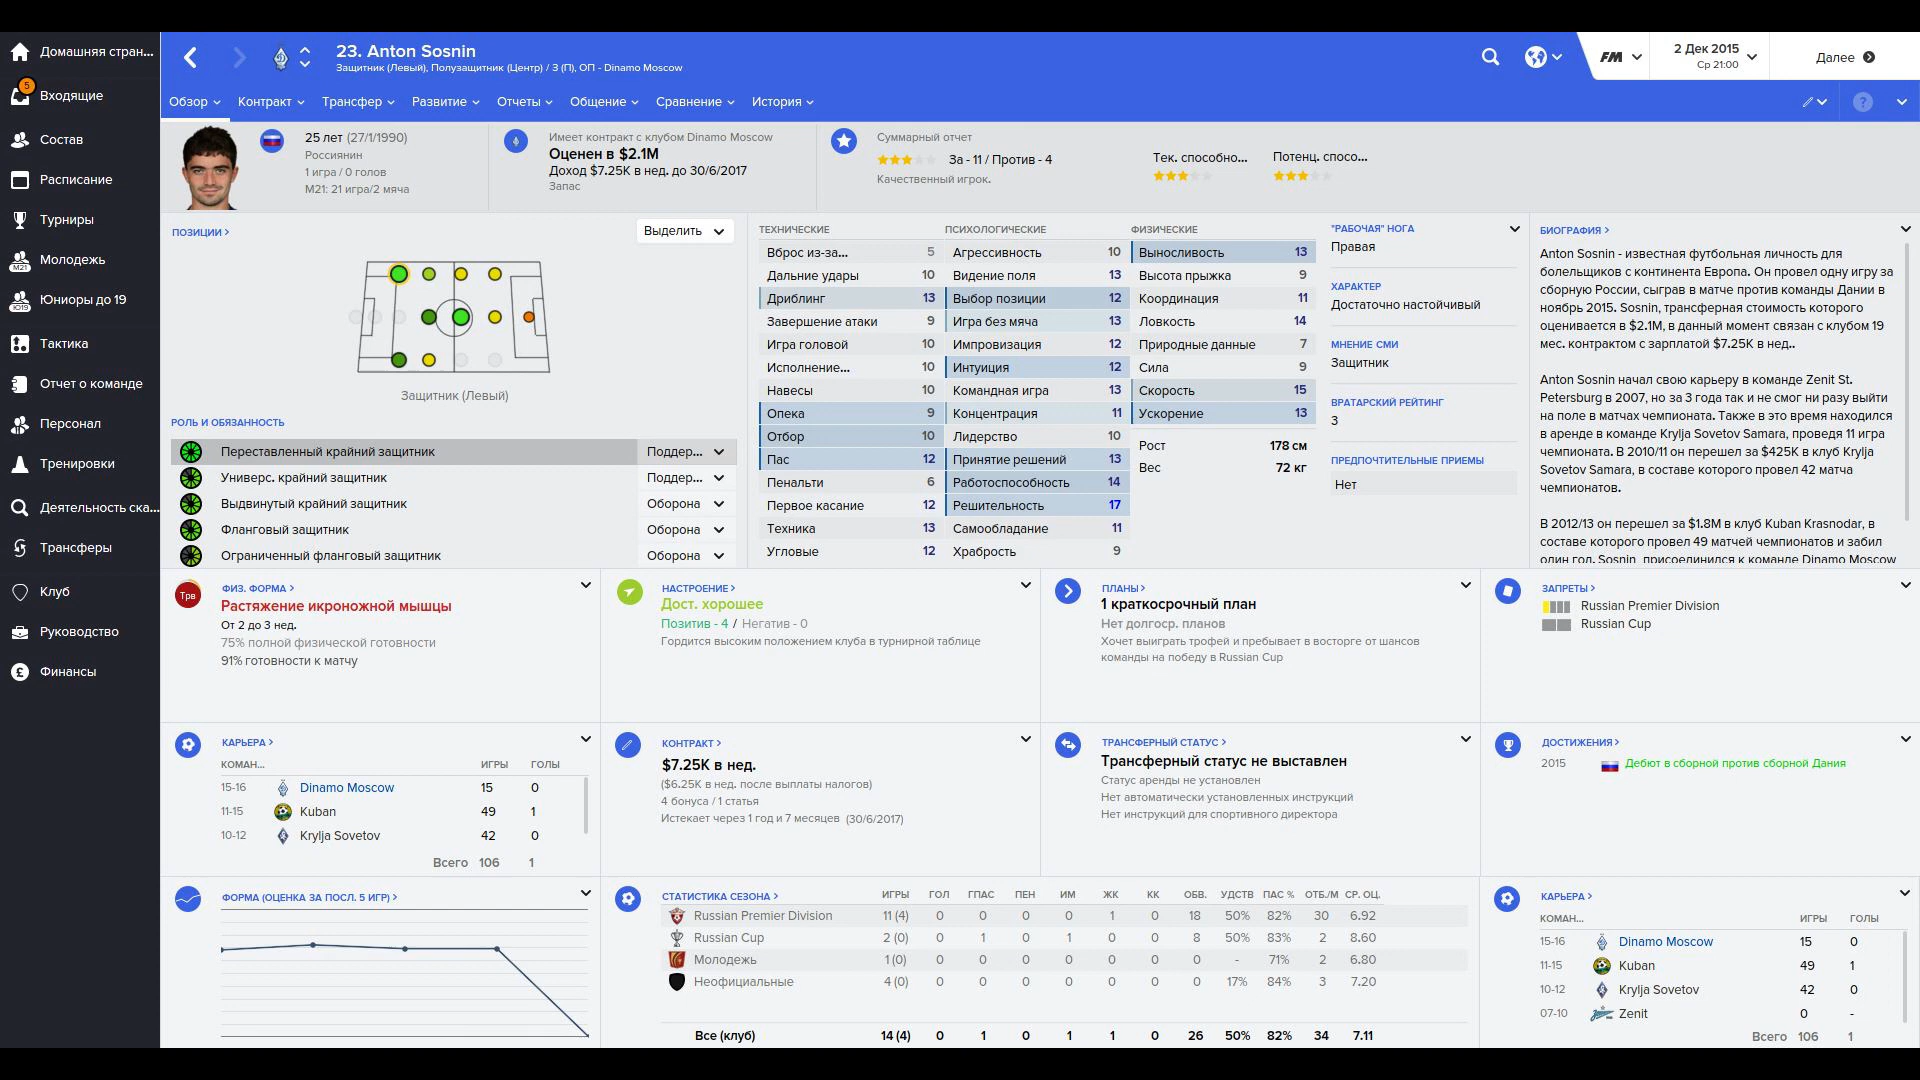 Домашняя стран...
5
Входящие
Состав
Расписание
Турниры
M21
Молодежь
Ю19
Юниоры до 19
Тактика
Отчет о команде
Персонал
Тренировки
Деятельность ска...
Трансферы
Клуб
Руководство
Финансы
23. Anton Sosnin
Защитник (Левый), Полузащитник (Центр) / З (П), ОП - Dinamo Moscow
FM
2 Дек 2015
Ср 21:00
Далее
Обзор
Контракт
Трансфер
Развитие
Отчеты
Общение
Сравнение
История
?
25 лет (27/1/1990)
Россиянин
1 игра / 0 голов
М21: 21 игра/2 мяча
Имеет контракт с клубом Dinamo Moscow
Оценен в $2.1M
Доход $7.25K в нед. до 30/6/2017
Запас
Суммарный отчет
За - 11 / Против - 4
Качественный игрок.
Тек. способно...
Потенц. спосо...
ПОЗИЦИИ >
Выделить
Защитник (Левый)
РОЛЬ И ОБЯЗАННОСТЬ
Переставленный крайний защитник Поддер...
Универс. крайний защитник Поддер...
Выдвинутый крайний защитник Оборона
Фланговый защитник Оборона
Ограниченный фланговый защитник Оборона
ТЕХНИЧЕСКИЕ
Вброс из-за... 5
Дальние удары 10
Дриблинг 13
Завершение атаки 9
Игра головой 10
Исполнение... 10
Навесы 10
Опека 9
Отбор 10
Пас 12
Пенальти 6
Первое касание 12
Техника 13
Угловые 12
ПСИХОЛОГИЧЕСКИЕ
Агрессивность 10
Видение поля 13
Выбор позиции 12
Игра без мяча 13
Импровизация 12
Интуиция 12
Командная игра 13
Концентрация 11
Лидерство 10
Принятие решений 13
Работоспособность 14
Решительность 17
Самообладание 11
Храбрость 9
ФИЗИЧЕСКИЕ
Выносливость 13
Высота прыжка 9
Координация 11
Ловкость 14
Природные данные 7
Сила 9
Скорость 15
Ускорение 13
Рост 178 см
Вес 72 кг
"РАБОЧАЯ" НОГА
Правая
ХАРАКТЕР
Достаточно настойчивый
МНЕНИЕ СМИ
Защитник
ВРАТАРСКИЙ РЕЙТИНГ
3
ПРЕДПОЧТИТЕЛЬНЫЕ ПРИЕМЫ
Нет
БИОГРАФИЯ >
Anton Sosnin - известная футбольная личность для
болельщиков с континента Европа. Он провел одну игру за
сборную России, сыграв в матче против команды Дании в
ноябрь 2015. Sosnin, трансферная стоимость которого
оценивается в $2.1M, в данный момент связан с клубом 19
мес. контрактом с зарплатой $7.25K в нед..
Anton Sosnin начал свою карьеру в команде Zenit St.
Petersburg в 2007, но за 3 года так и не смог ни разу выйти
на поле в матчах чемпионата. Также в это время находился
в аренде в команде Krylja Sovetov Samara, проведя 11 игра
чемпионата. В 2010/11 он перешел за $425K в клуб Krylja
Sovetov Samara, в составе которого провел 42 матча
чемпионатов.
В 2012/13 он перешел за $1.8M в клуб Kuban Krasnodar, в
составе которого провел 49 матчей чемпионатов и забил
один гол. Sosnin присоединился к команде Dinamo Moscow
Трв
ФИЗ. ФОРМА >
Растяжение икроножной мышцы
От 2 до 3 нед.
75% полной физической готовности
91% готовности к матчу
НАСТРОЕНИЕ >
Дост. хорошее
Позитив - 4 / Негатив - 0
Гордится высоким положением клуба в турнирной таблице
ПЛАНЫ >
1 краткосрочный план
Нет долгоср. планов
Хочет выиграть трофей и пребывает в восторге от шансов
команды на победу в Russian Cup
ЗАПРЕТЫ >
Russian Premier Division
Russian Cup
КАРЬЕРА >
КОМАН... ИГРЫ ГОЛЫ
15-16 Dinamo Moscow 15 0
11-15 Kuban 49 1
10-12 Krylja Sovetov 42 0
Всего 106 1
КОНТРАКТ >
$7.25K в нед.
($6.25K в нед. после выплаты налогов)
4 бонуса / 1 статья
Истекает через 1 год и 7 месяцев (30/6/2017)
ТРАНСФЕРНЫЙ СТАТУС >
Трансферный статус не выставлен
Статус аренды не установлен
Нет автоматически установленных инструкций
Нет инструкций для спортивного директора
ДОСТИЖЕНИЯ >
2015 Дебют в сборной против сборной Дания
ФОРМА (ОЦЕНКА ЗА ПОСЛ. 5 ИГР) >
СТАТИСТИКА СЕЗОНА > ИГРЫ ГОЛ ГПАС ПЕН ИМ ЖК КК ОБВ. УДСТВ ПАС % ОТБ./М СР. ОЦ.
Russian Premier Division 11 (4) 0 0 0 0 1 0 18 50% 82% 30 6.92
Russian Cup 2 (0) 0 1 0 1 0 0 8 50% 83% 2 8.60
Молодежь 1 (0) 0 0 0 0 0 0 0 - 71% 2 6.80
Неофициальные 4 (0) 0 0 0 0 0 0 0 17% 84% 3 7.20
Все (клуб) 14 (4) 0 1 0 1 1 0 26 50% 82% 34 7.11
КАРЬЕРА >
КОМАН... ИГРЫ ГОЛЫ
15-16 Dinamo Moscow 15 0
11-15 Kuban 49 1
10-12 Krylja Sovetov 42 0
07-10 Zenit 0 -
Всего 106 1